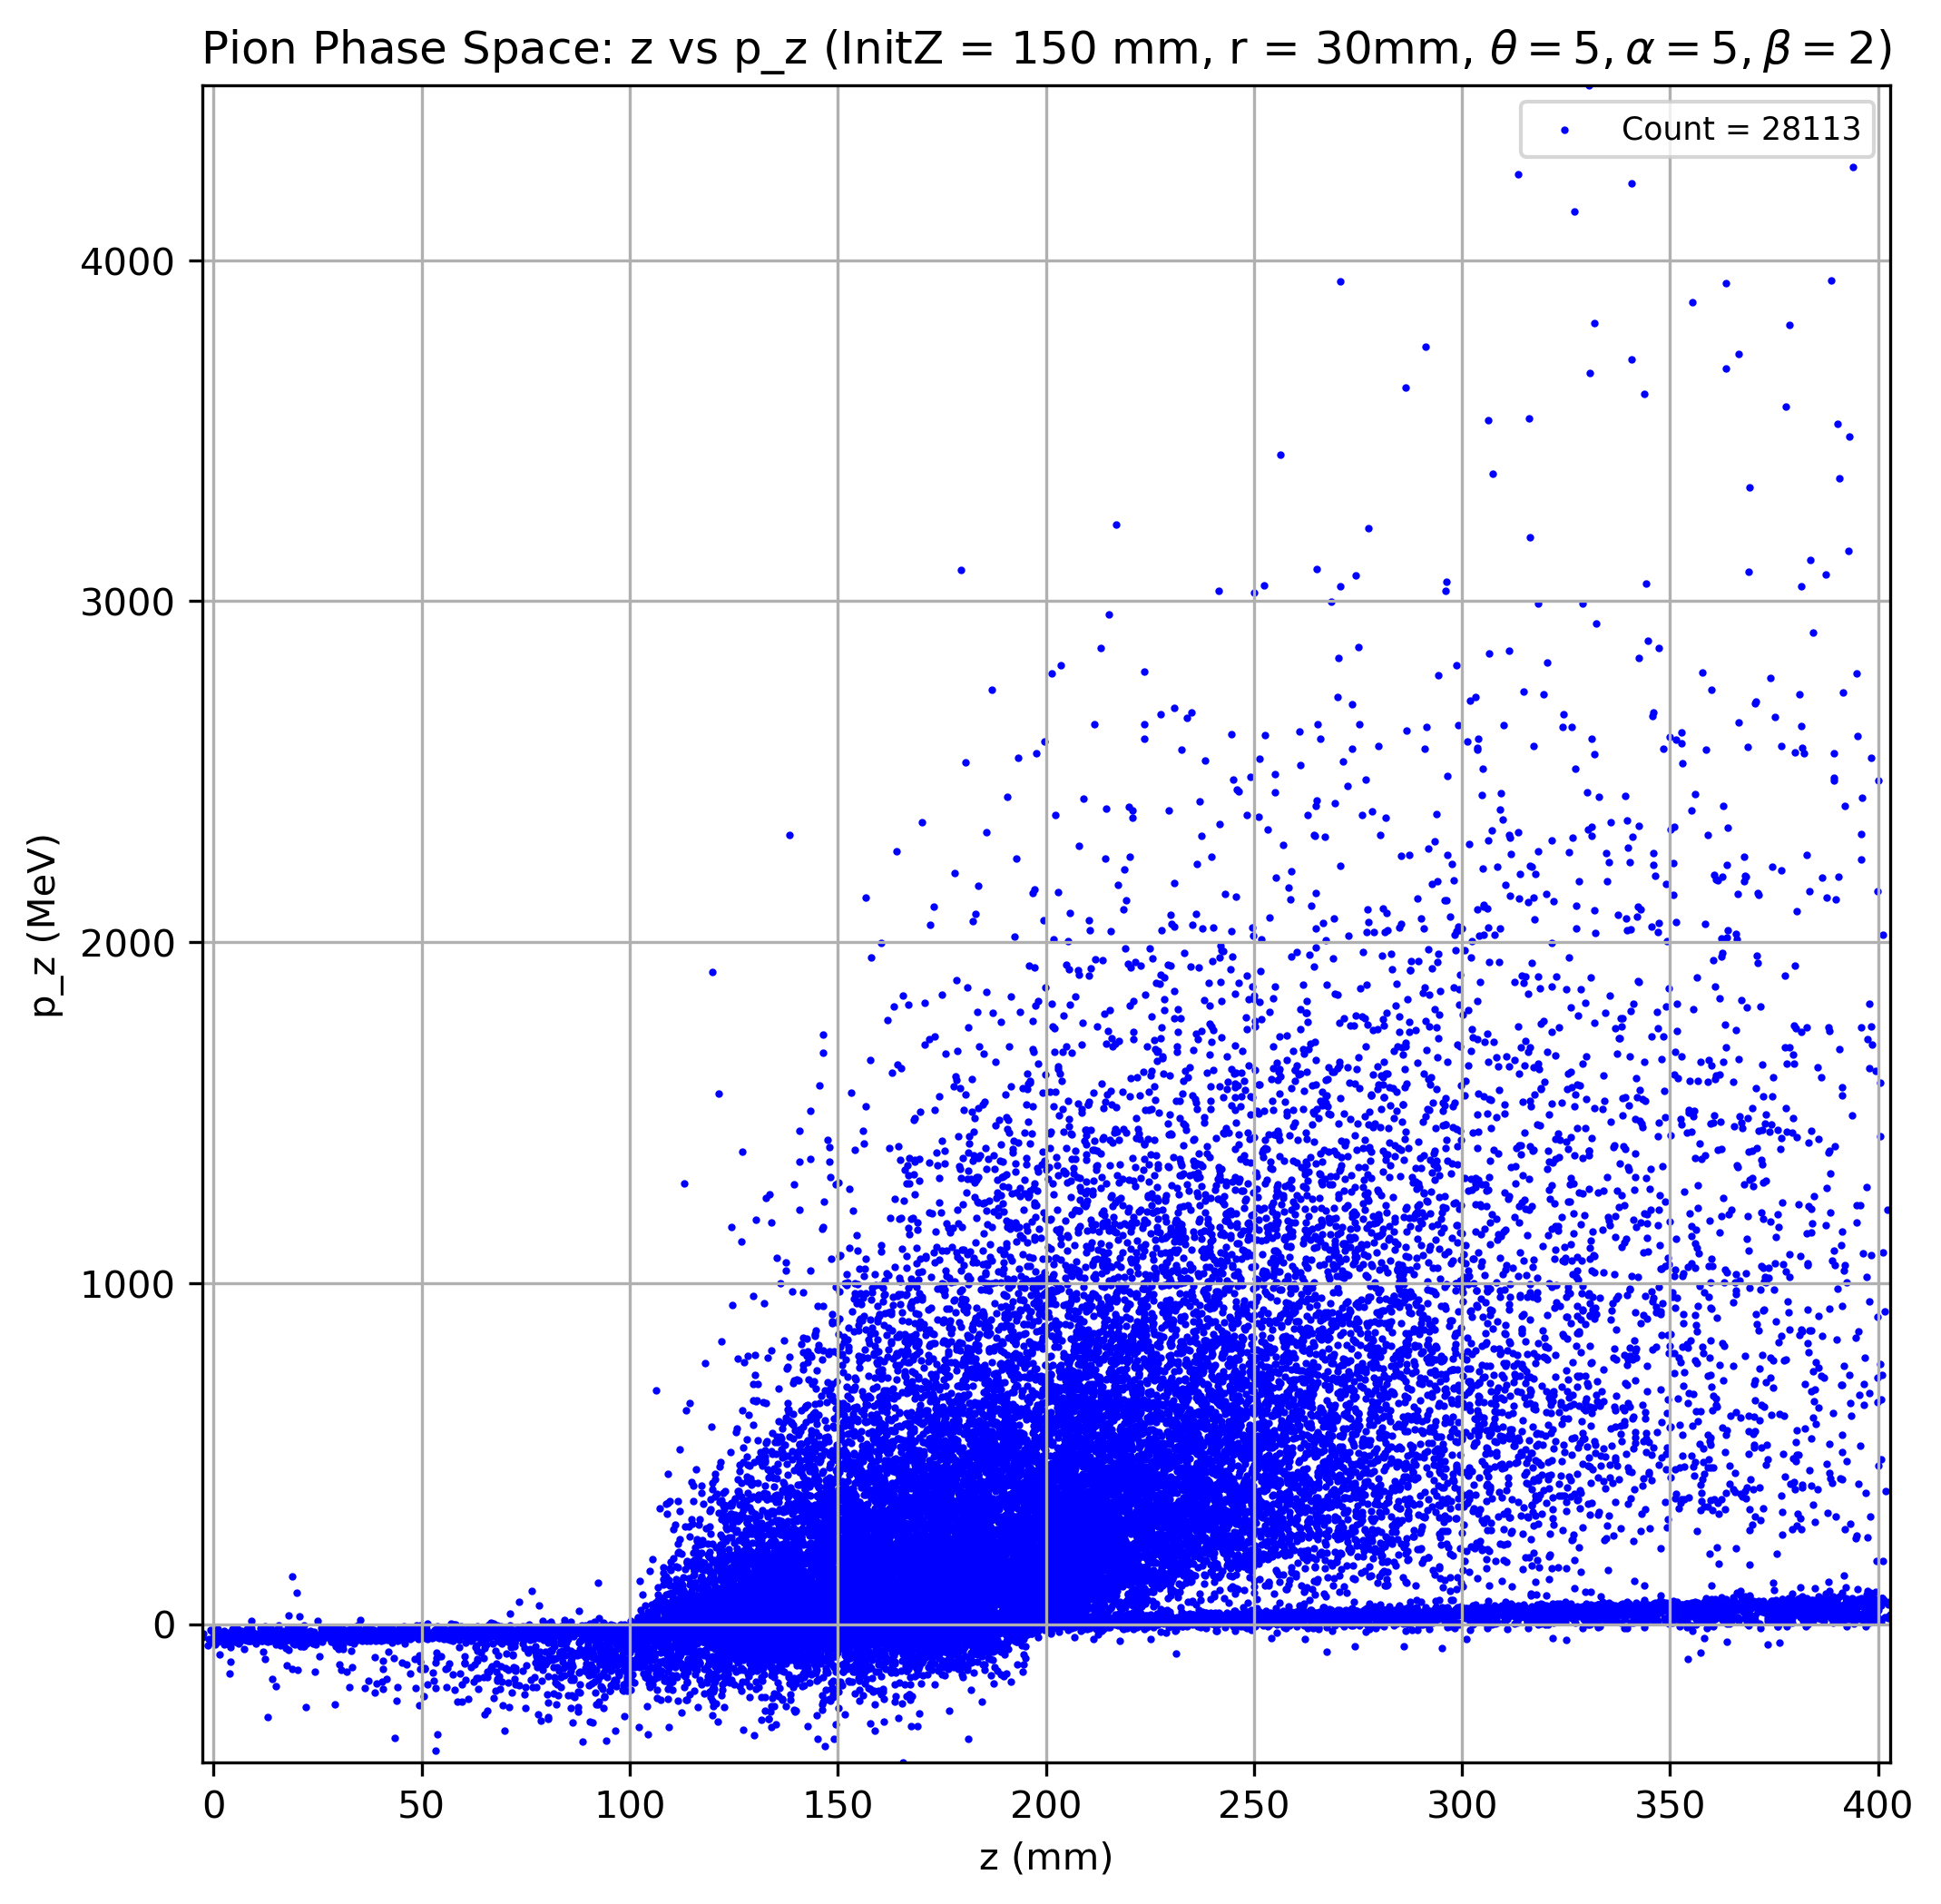 Pion Phase Space: z vs p_z (InitZ = 150 mm, r = 30mm, θ = 5, α = 5, β = 2)
Count = 28113
4000
3000
2000
1000
0
p_z (MeV)
0 50 100 150 200 250 300 350 400
z (mm)